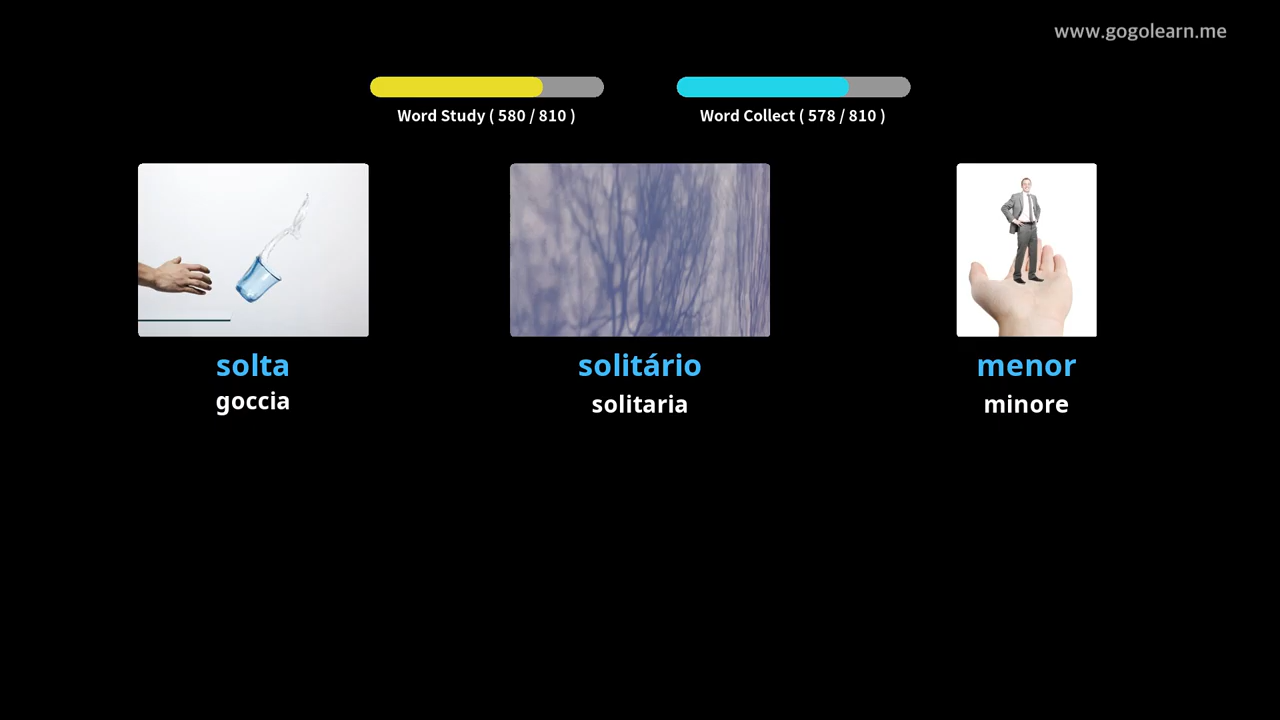 www.gogolearn.me
Word Study ( 580 / 810 )
Word Collect ( 578 / 810 )
solta
solitário
menor
goccia
solitaria
minore